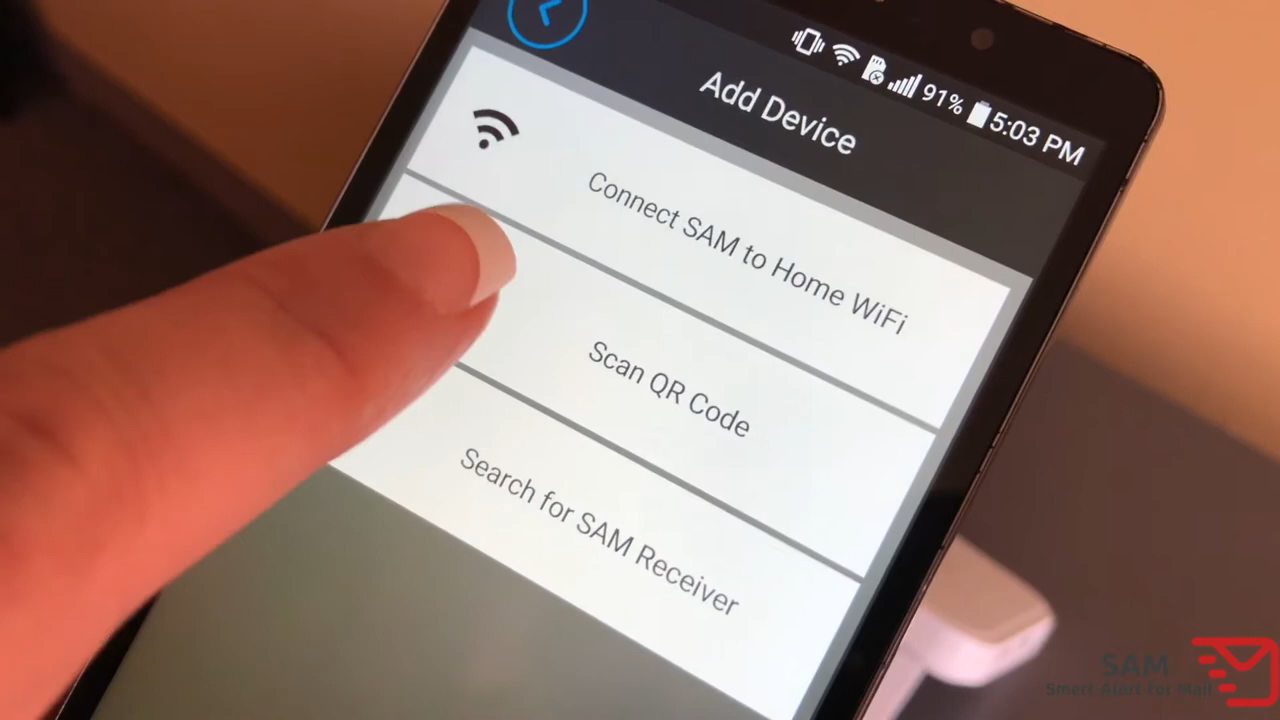 91% 5:03 PM
Add Device
Connect SAM to Home WiFi
Scan QR Code
Search for SAM Receiver
SAM
Smert Alert for Mail